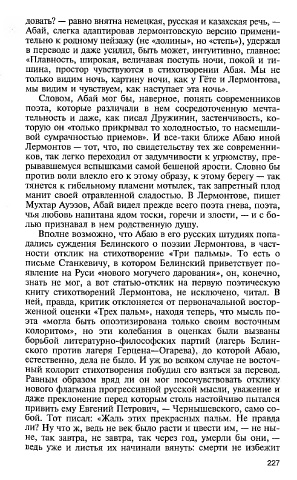 довать? — равно внятна немецкая, русская и казахская речь, —
Абай, слегка адаптировав лермонтовскую версию применительно
к родному пейзажу (не «долины», но «степь»), удержал
в переводе и даже усилил, быть может, интуитивно, главное:
«Плавность, широкая, величавая поступь ночи, покой и тишина,
простор чувствуются в стихотворении Абая. Мы не
только видим ночь, картину ночи, как у Гёте и Лермонтова,
мы видим и чувствуем, как наступает эта ночь».
Словом, Абай мог бы, наверное, понять современников
поэта, которые различали в нем сосредоточенную мечтательность
и даже, как писал Дружинин, застенчивость, которую
он «только прикрывал то холодностью, то насмешливой
сумрачностью приемов». И все-таки ближе Абаю иной
Лермонтов — тот, что, по свидетельству тех же современников,
так легко переходил от задумчивости к угрюмству, прерывавшемуся
вспышками самой бешеной ярости. Словно бы
против воли влекло его к этому образу, к этому берегу — так
тянется к гибельному пламени мотылек, так запретный плод
манит своей отравленной сладостью. В Лермонтове, пишет
Мухтар Ауэзов, Абай видел прежде всего поэта гнева, поэта,
чья любовь напитана ядом тоски, горечи и злости, — и с болью
признавал в нем родственную душу.
Вполне возможно, что Абаю в его русских штудиях попадались
суждения Белинского о поэзии Лермонтова, в частности
отклик на стихотворение «Три пальмы». То есть о
письме Станкевичу, в котором Белинский приветствует появление
на Руси «нового могучего дарования», он, конечно,
знать не мог, а вот статью-отклик на первую поэтическую
книгу стихотворений Лермонтова, не исключено, читал. В
ней, правда, критик отклоняется от первоначальной восторженной
оценки «Трех пальм», находя теперь, что мысль поэта
«могла быть опоэтизирована только своим восточным
колоритом», но эти колебания в оценках были вызваны
борьбой литературно-философских партий (лагерь Белинского
против лагеря Герцена—Огарева), до которой Абаю,
естественно, дела не было. И уж во всяком случае не восточный
колорит стихотворения побудил его взяться за перевод.
Равным образом вряд ли он мог посочувствовать отклику
нового флагмана прогрессивной русской мысли, уважение и
даже преклонение перед которым столь настойчиво пытался
привить ему Евгений Петрович, — Чернышевского, само собой.
Тот писал: «Жаль этих прекрасных пальм. Не правда
ли? Ну что ж, ведь не век было расти и цвести им, — не ныне,
так завтра, не завтра, так через год, умерли бы они, —
ведь уже и листья их начинали вянуть: смерти не избежит
227